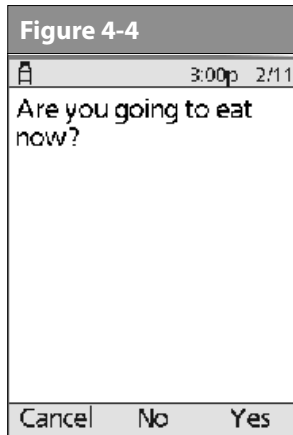 Figure 4-4
3:00p 2/11
Are you going to eat
now?
Cancel No Yes